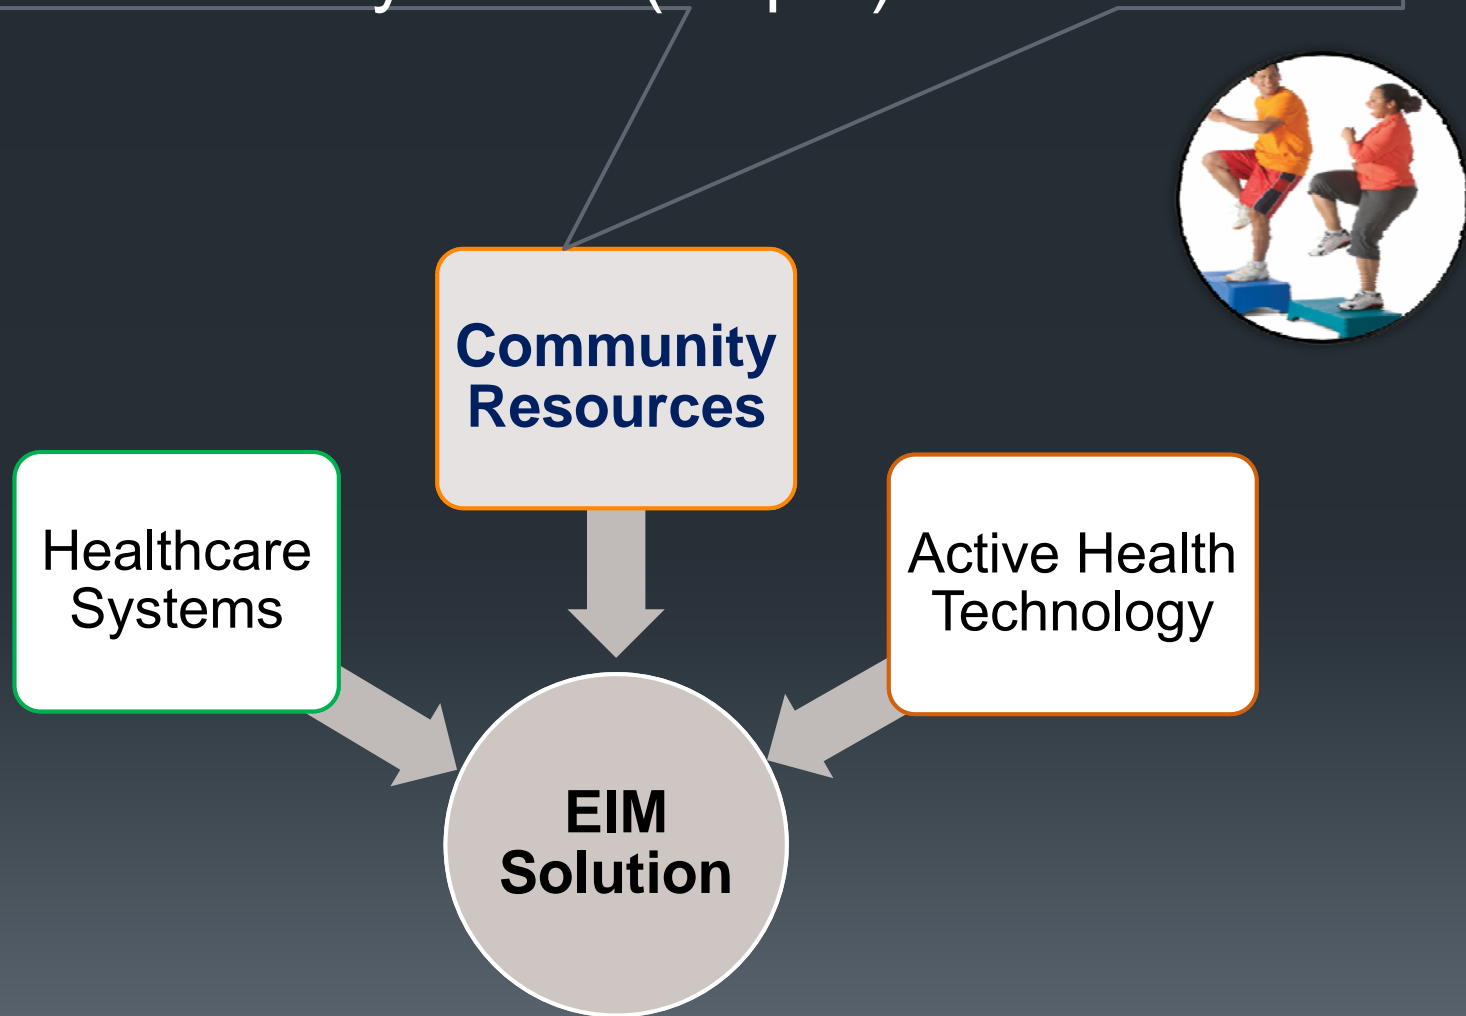 Community
Resources
Healthcare
Systems
Active Health
Technology
EIM
Solution